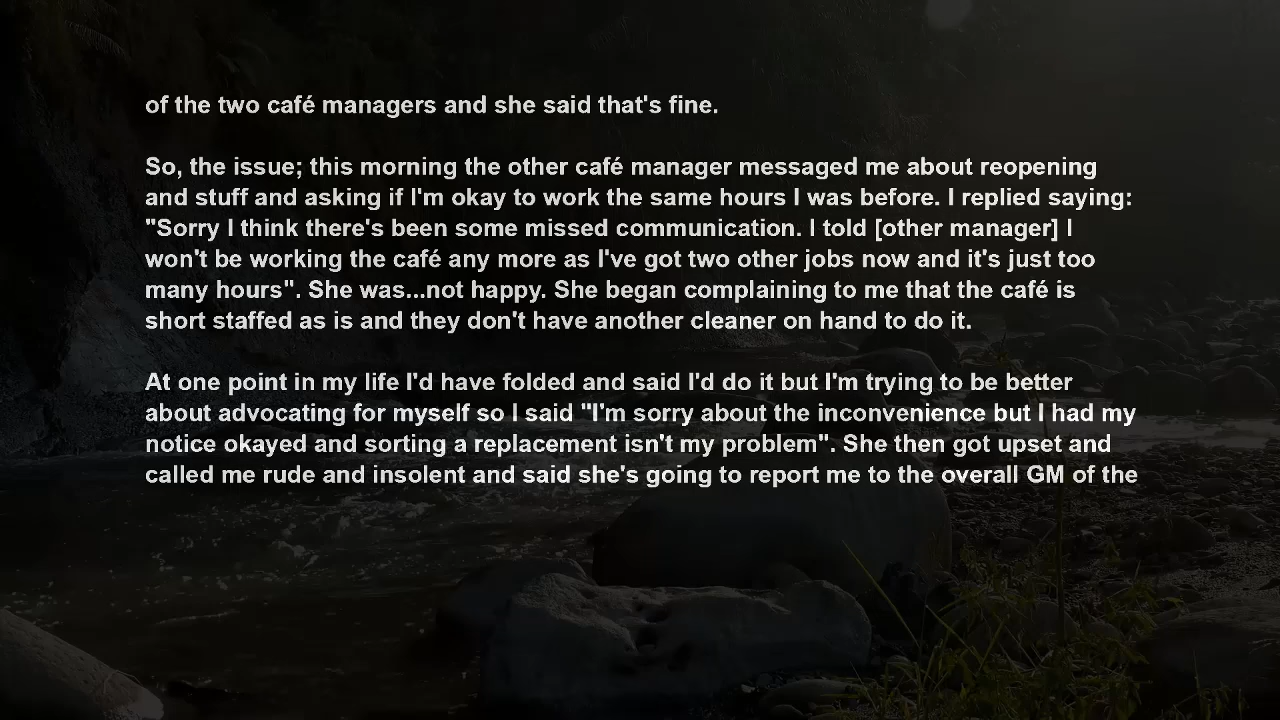 of the two café managers and she said that's fine.
So, the issue; this morning the other café manager messaged me about reopening
and stuff and asking if I'm okay to work the same hours I was before. I replied saying:
"Sorry I think there's been some missed communication. I told [other manager] I
won't be working the café any more as I've got two other jobs now and it's just too
many hours". She was...not happy. She began complaining to me that the café is
short staffed as is and they don't have another cleaner on hand to do it.
At one point in my life I'd have folded and said I'd do it but I'm trying to be better
about advocating for myself so I said "I'm sorry about the inconvenience but I had my
notice okayed and sorting a replacement isn't my problem". She then got upset and
called me rude and insolent and said she's going to report me to the overall GM of the